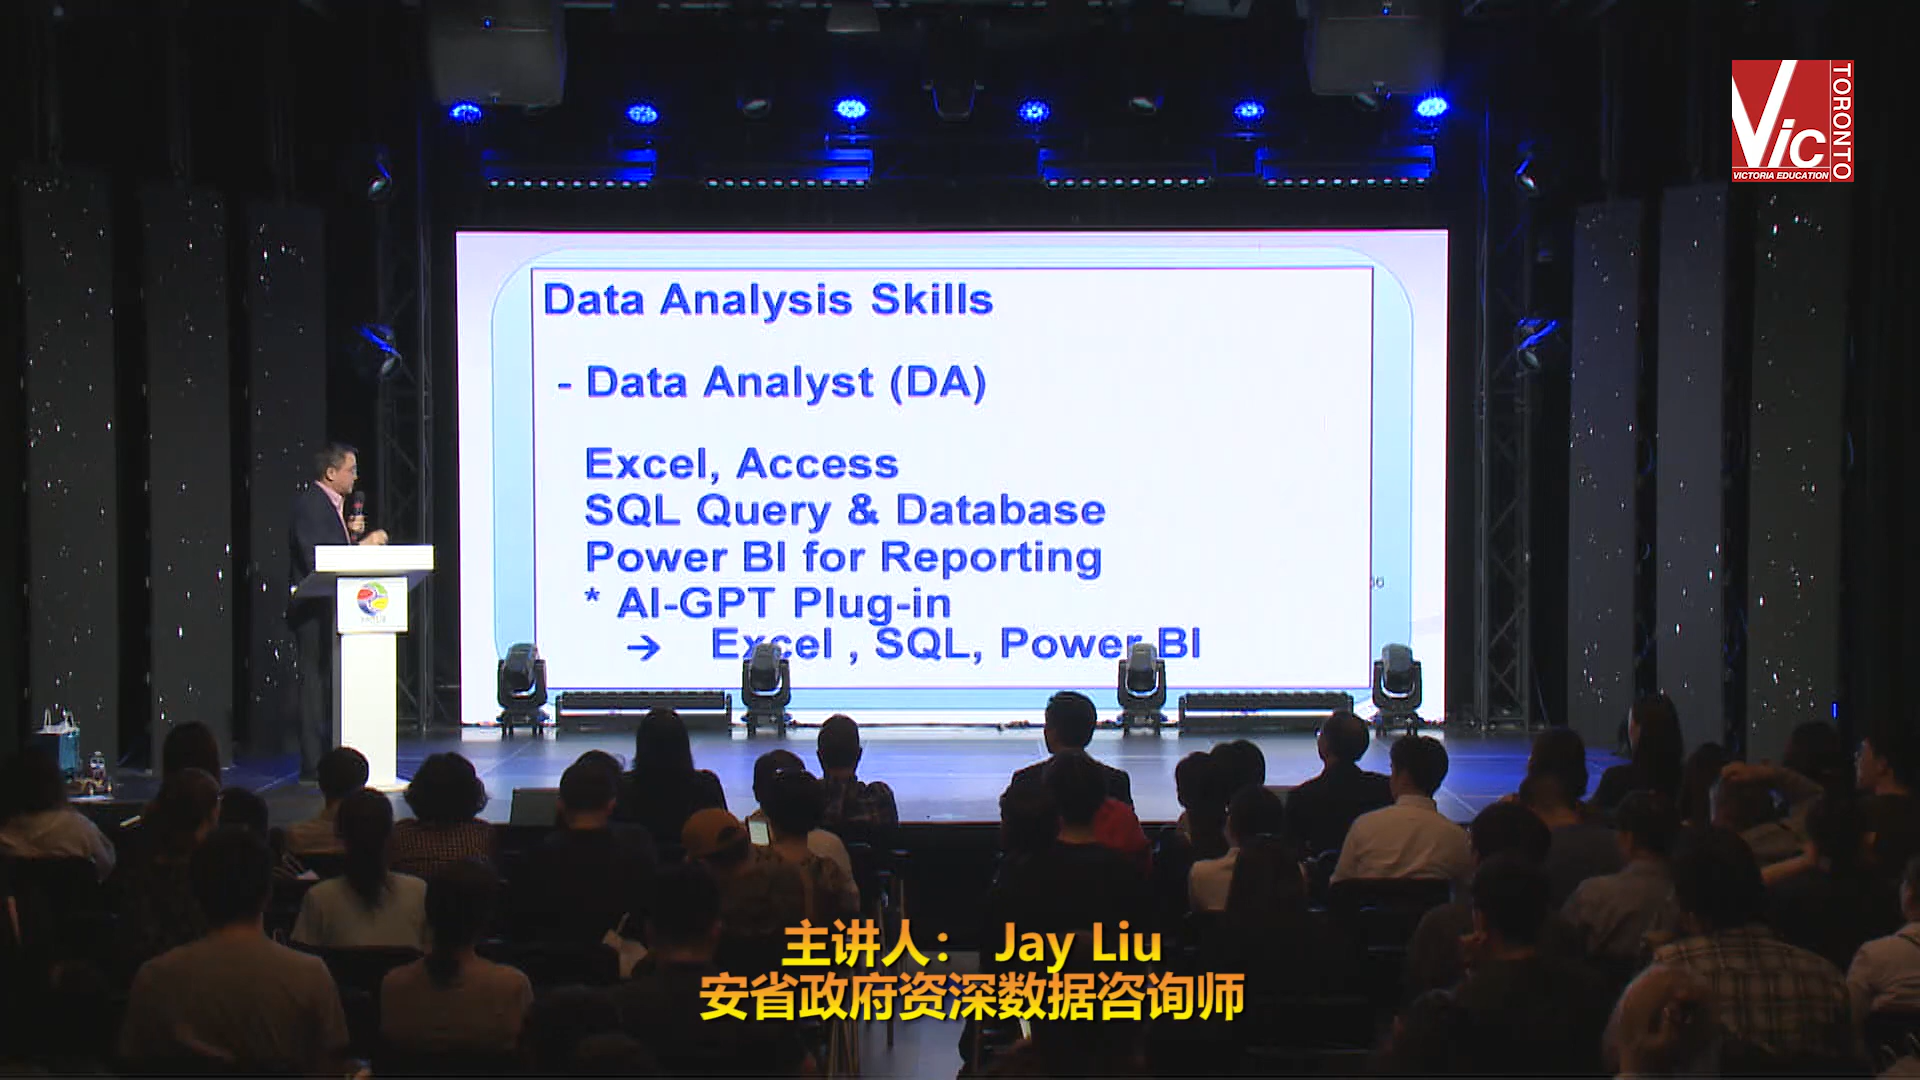 Vic
TORONTO
VICTORIA EDUCATION
Data Analysis Skills
- Data Analyst (DA)
Excel, Access
SQL Query & Database
Power BI for Reporting
* AI-GPT Plug-in
→ Excel , SQL, Power BI
主讲人： Jay Liu
安省政府资深数据咨询师